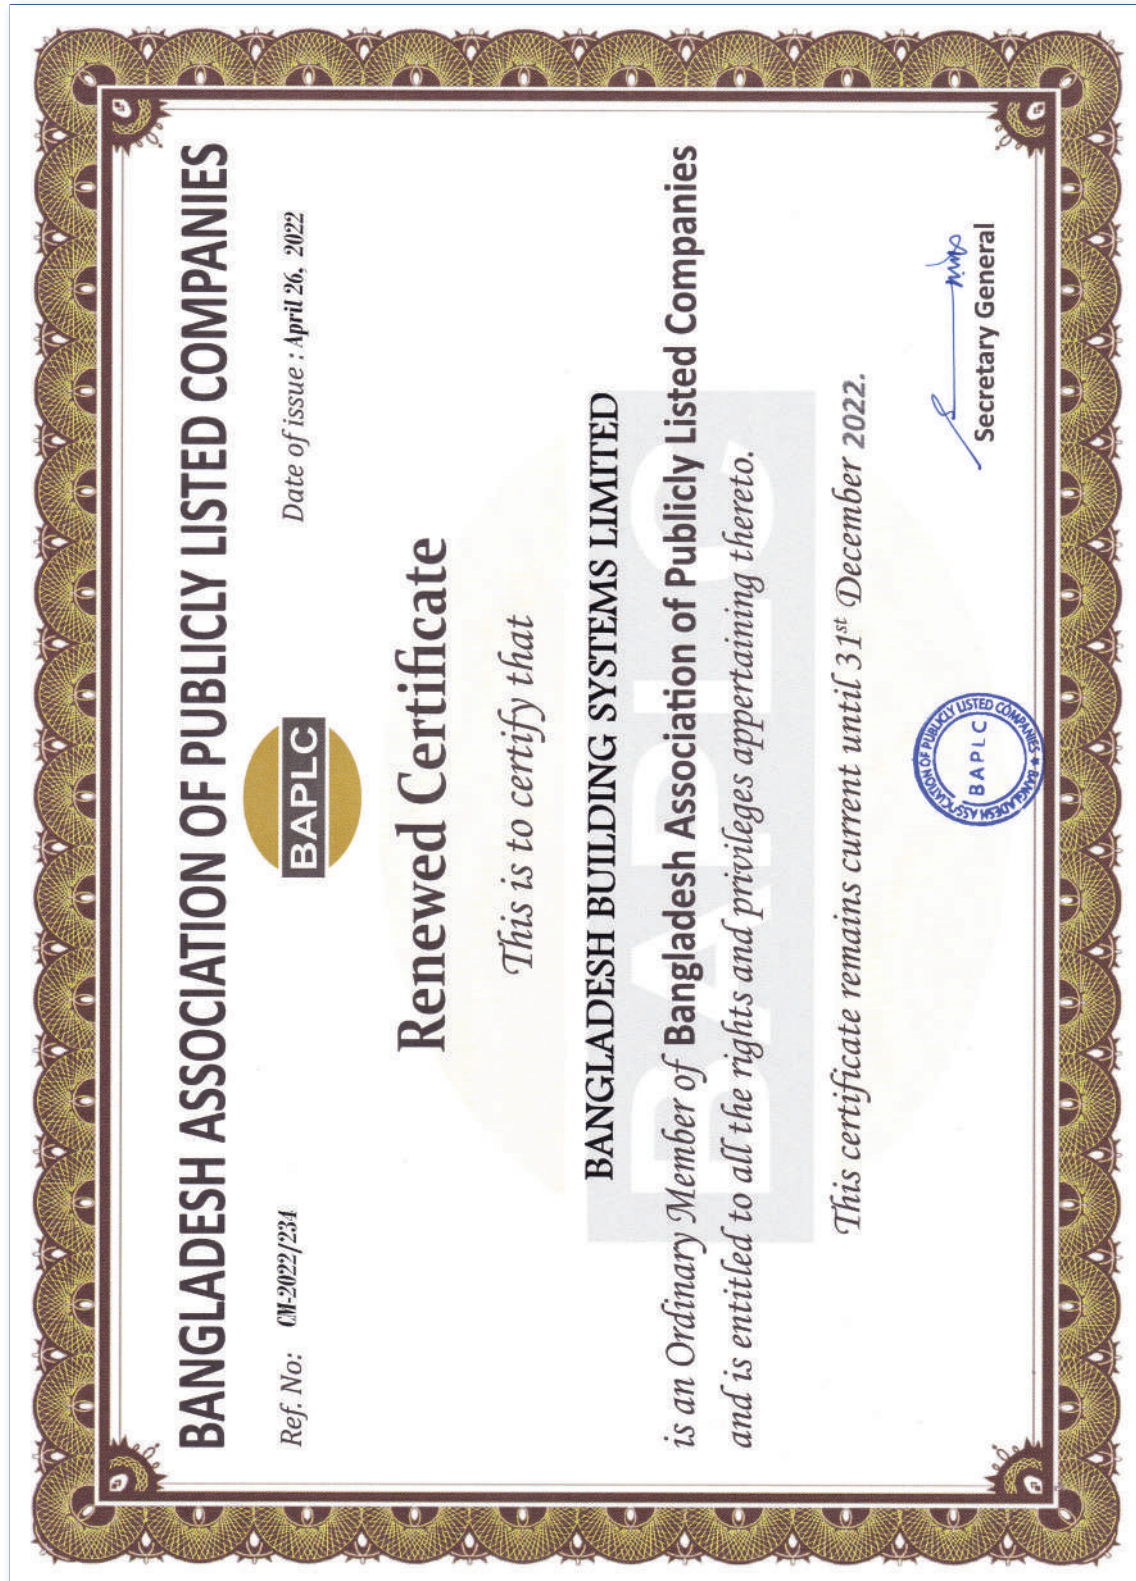 BANGLADESH ASSOCIATION OF PUBLICLY LISTED COMPANIES
Ref. No: CM-2022/234
Date of issue : April 26, 2022
BAPLC
Renewed Certificate
This is to certify that
BANGLADESH BUILDING SYSTEMS LIMITED
is an Ordinary Member of Bangladesh Association of Publicly Listed Companies
and is entitled to all the rights and privileges appertaining thereto.
This certificate remains current until 31st December 2022.
BANGLADESH ASSOCIATION OF PUBLICLY LISTED COMPANIES ★
BAPLC
Secretary General
BAPLC